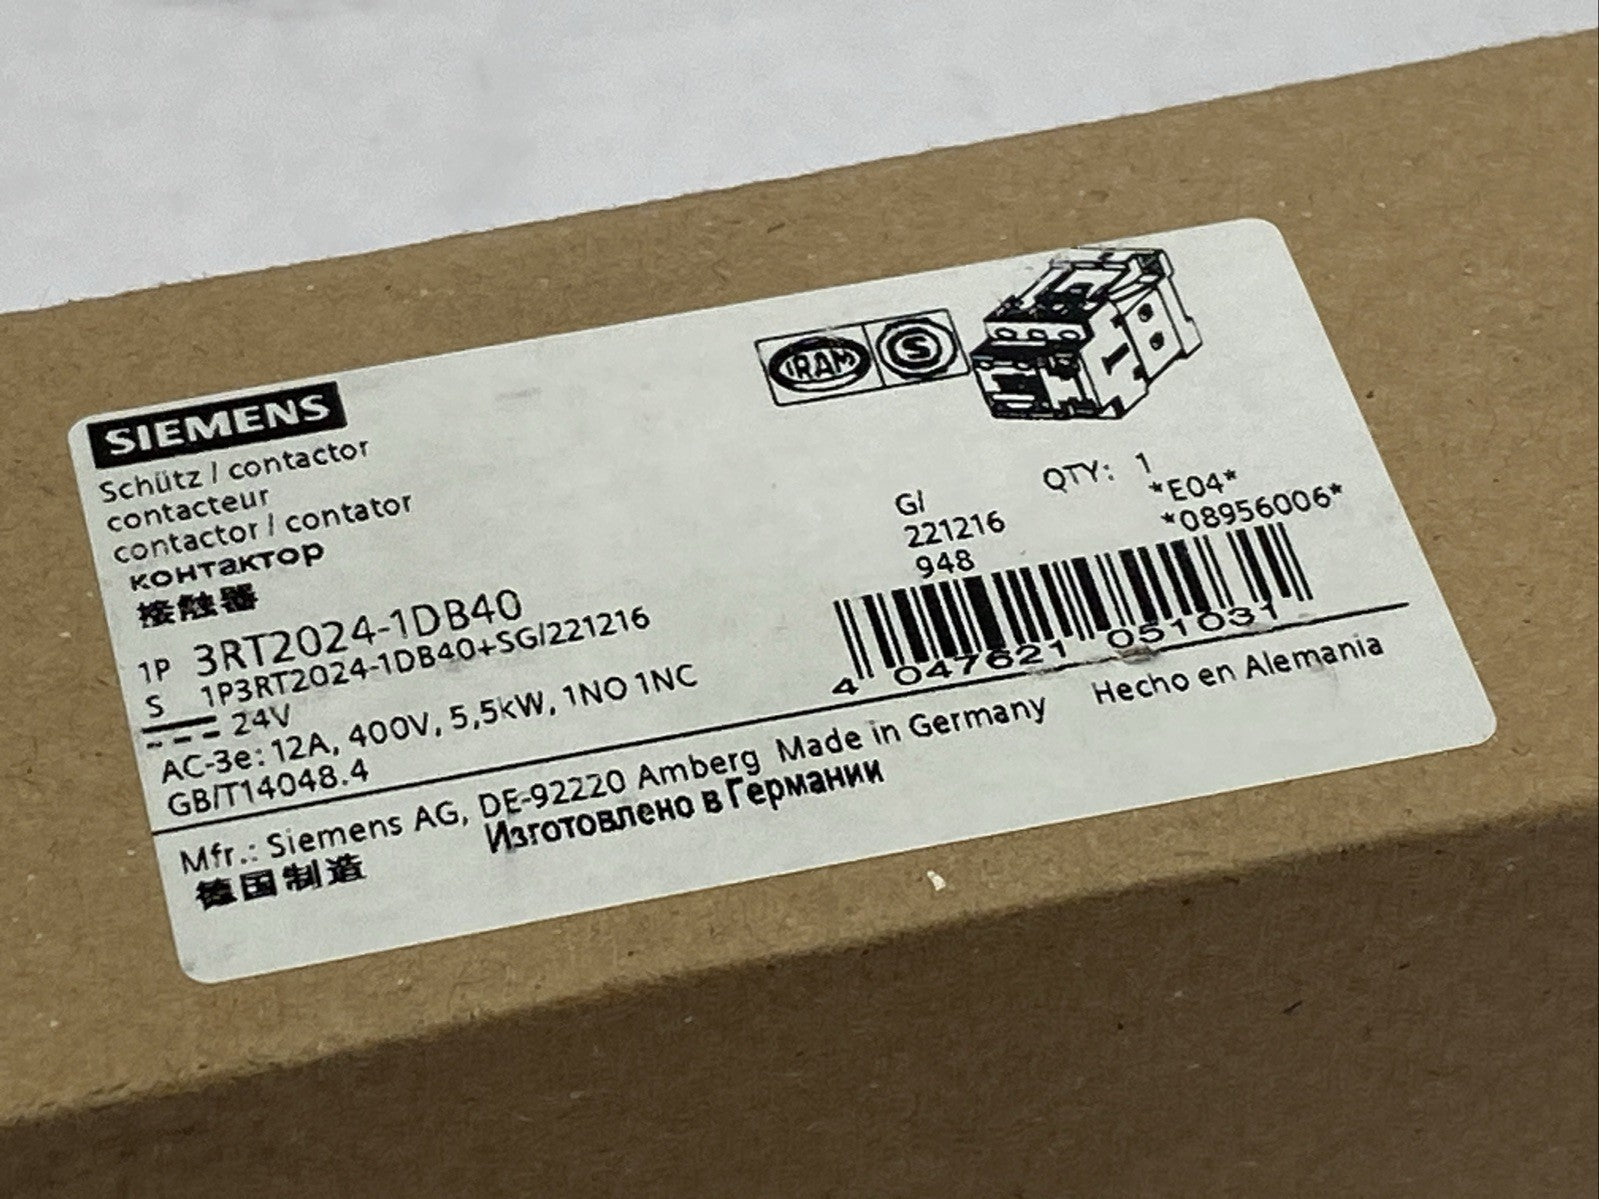 SIEMENS
Schütz / contactor
contacteur
contactor / contator
контактор
接触器
1P 3RT2024-1DB40
S 1P3RT2024-1DB40+SG/221216
24V
AC-3e: 12A, 400V, 5,5kW, 1NO 1NC
GB/T14048.4
IRAM S
QTY: 1
G/
221216
948
*E04*
*08956006*
4 047621 051031
Mfr.: Siemens AG, DE-92220 Amberg Made in Germany Hecho en Alemania
Изготовлено в Германии
德国制造